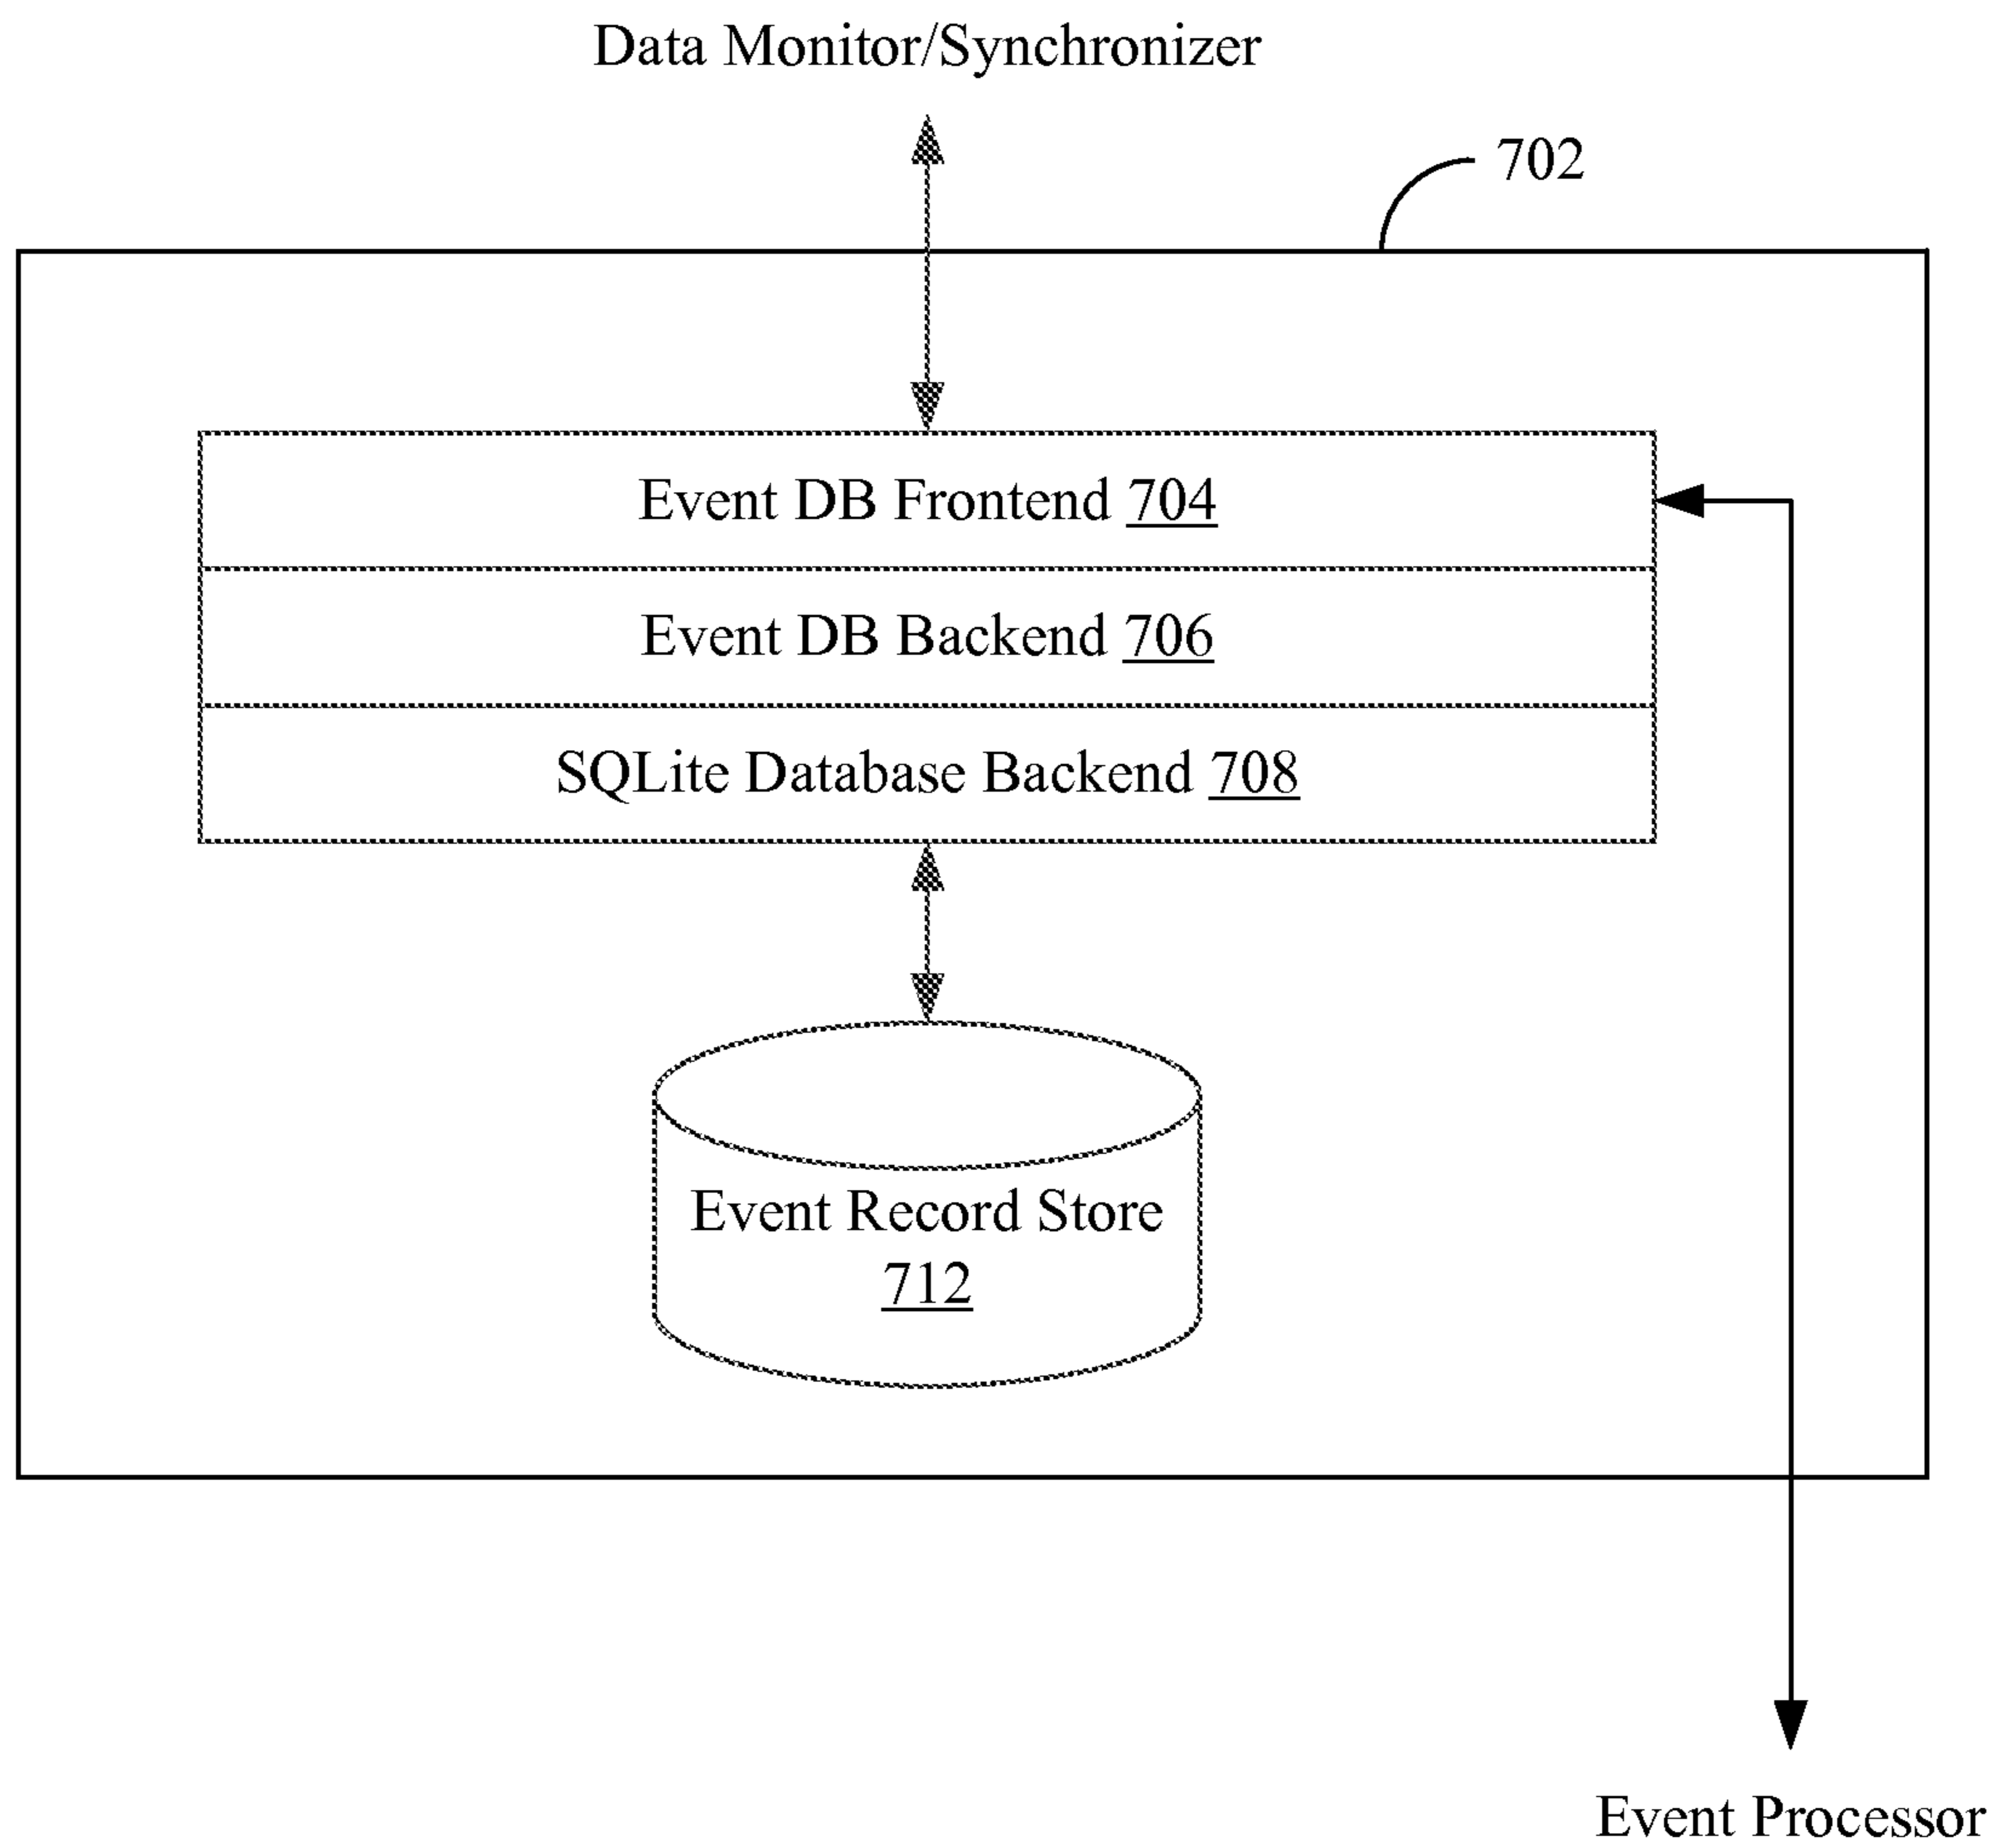 Data Monitor/Synchronizer
702
Event DB Frontend 704
Event DB Backend 706
SQLite Database Backend 708
Event Record Store
712
Event Processor